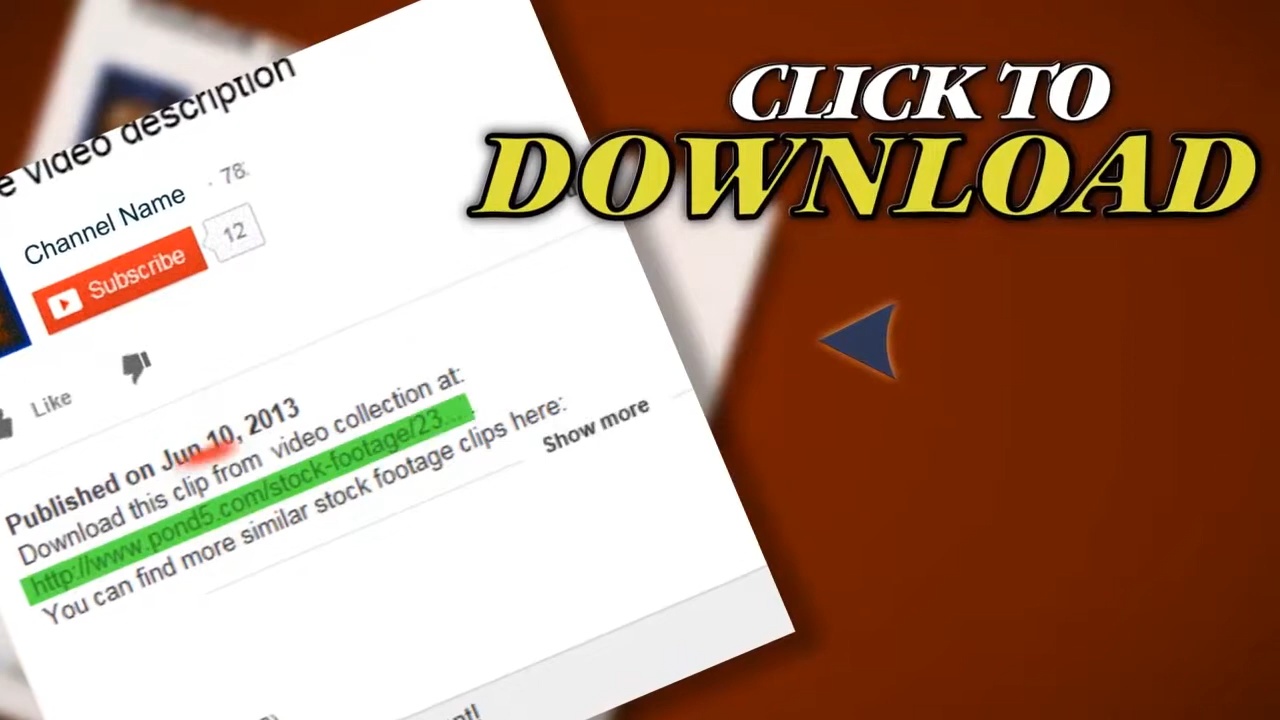 CLICK TO
DOWNLOAD
e video description
Channel Name
78
Subscribe
12
Like
Published on Jun 10, 2013
Download this clip from video collection at:
http://www.pond5.com/stock-footage/23...
You can find more similar stock footage clips here:
Show more